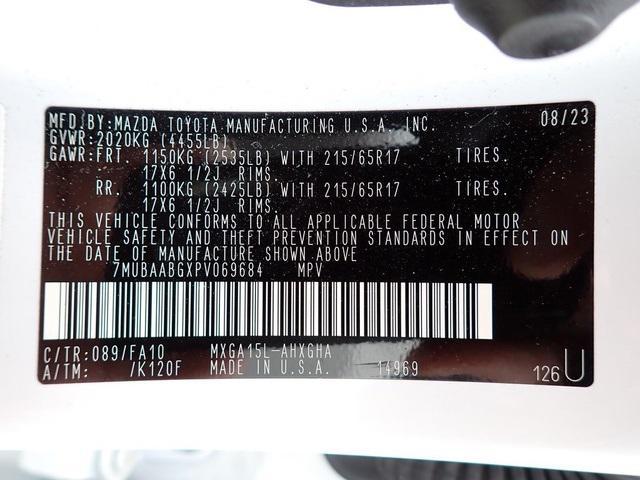 MFD.BY:MAZDA TOYOTA MANUFACTURING U.S.A. INC. 08/23
GVWR:2020KG (4455LB)
GAWR:FRT. 1150KG (2535LB) WITH 215/65R17 TIRES.
17X6 1/2J RIMS.
RR. 1100KG (2425LB) WITH 215/65R17 TIRES.
17X6 1/2J RIMS.
THIS VEHICLE CONFORMS TO ALL APPLICABLE FEDERAL MOTOR
VEHICLE SAFETY AND THEFT PREVENTION STANDARDS IN EFFECT ON
THE DATE OF MANUFACTURE SHOWN ABOVE
7MUBAABGXPV069684 MPV
C/TR:089/FA10 MXGA15L-AHXGHA
A/TM: /K120F MADE IN U.S.A. 14969 126U